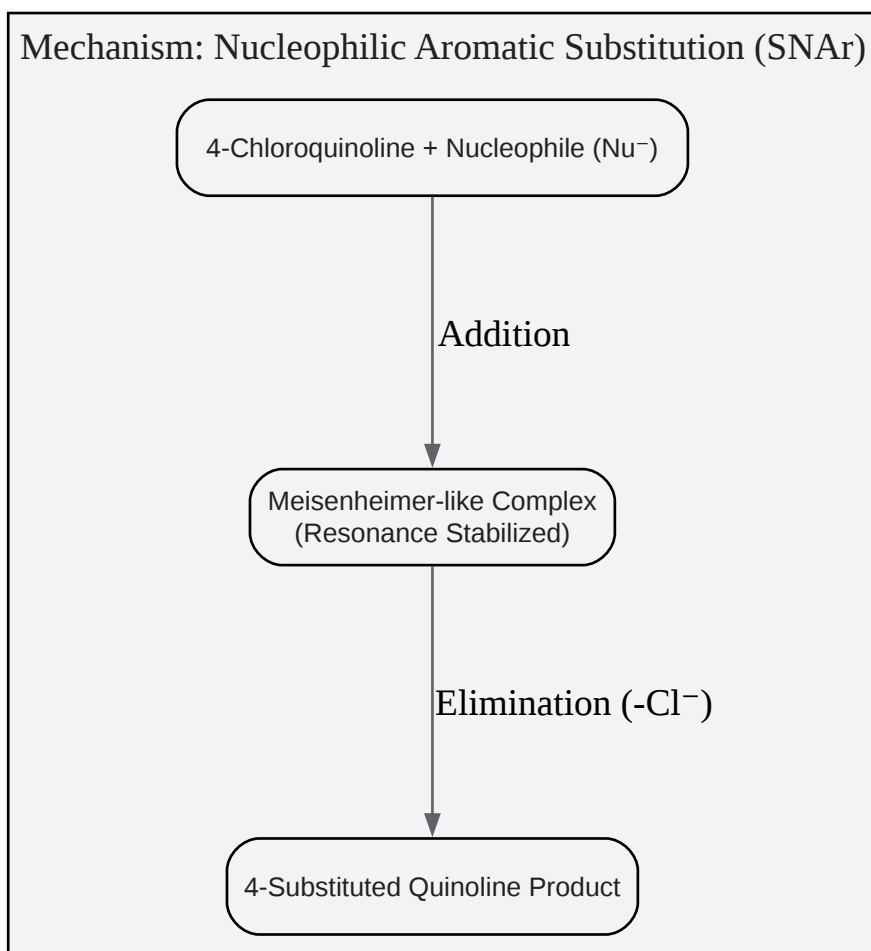 Mechanism: Nucleophilic Aromatic Substitution (SNAr)
4-Chloroquinoline + Nucleophile (Nu⁻)
Addition
Meisenheimer-like Complex
(Resonance Stabilized)
Elimination (-Cl⁻)
4-Substituted Quinoline Product